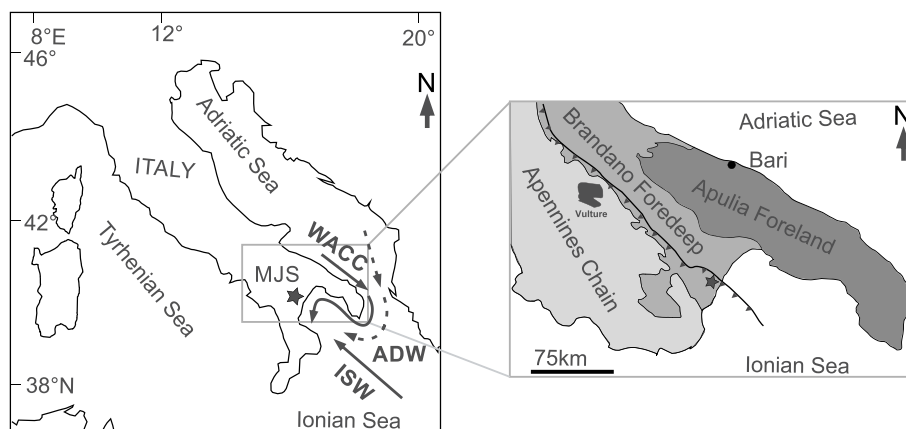 8°E
12°
20°
46°
N
Adriatic Sea
ITALY
42°
WACC
Tyrhenian Sea
MJS
ADW
ISW
38°N
Ionian Sea
N
Adriatic Sea
Brandano Foredeep
Bari
Vulture
Apulia Foreland
Apennines Chain
75km
Ionian Sea